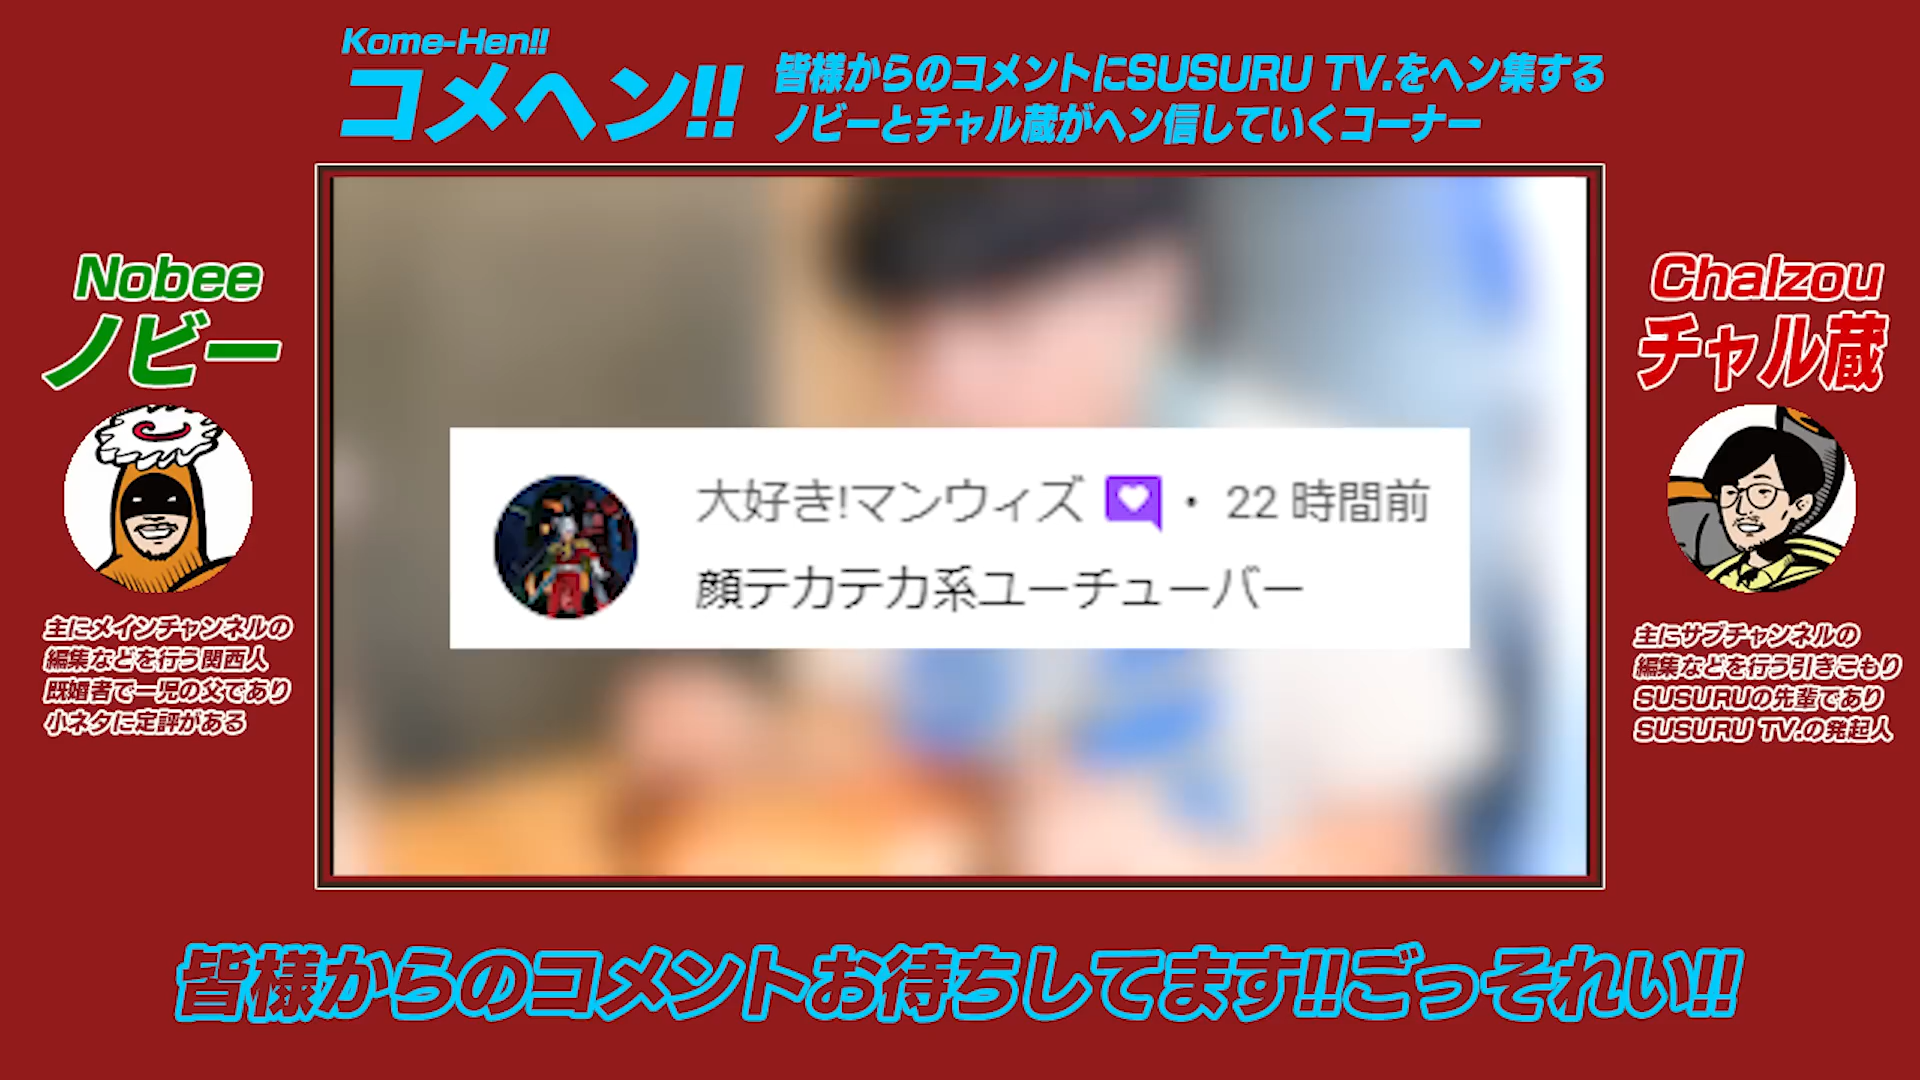 Kome-Hen!!
コメヘン!!
皆様からのコメントにSUSURU TV.をヘン集する
ノビーとチャル蔵がヘン信していくコーナー
Nobee
ノビー
主にメインチャンネルの
編集などを行う関西人
既婚者で一児の父であり
小ネタに定評がある
大好き!マンウィズ ・ 22 時間前
顔テカテカ系ユーチューバー
Chalzou
チャル蔵
主にサブチャンネルの
編集などを行う引きこもり
SUSURUの先輩であり
SUSURU TV.の発起人
皆様からのコメントお待ちしてます!!ごっそれい!!